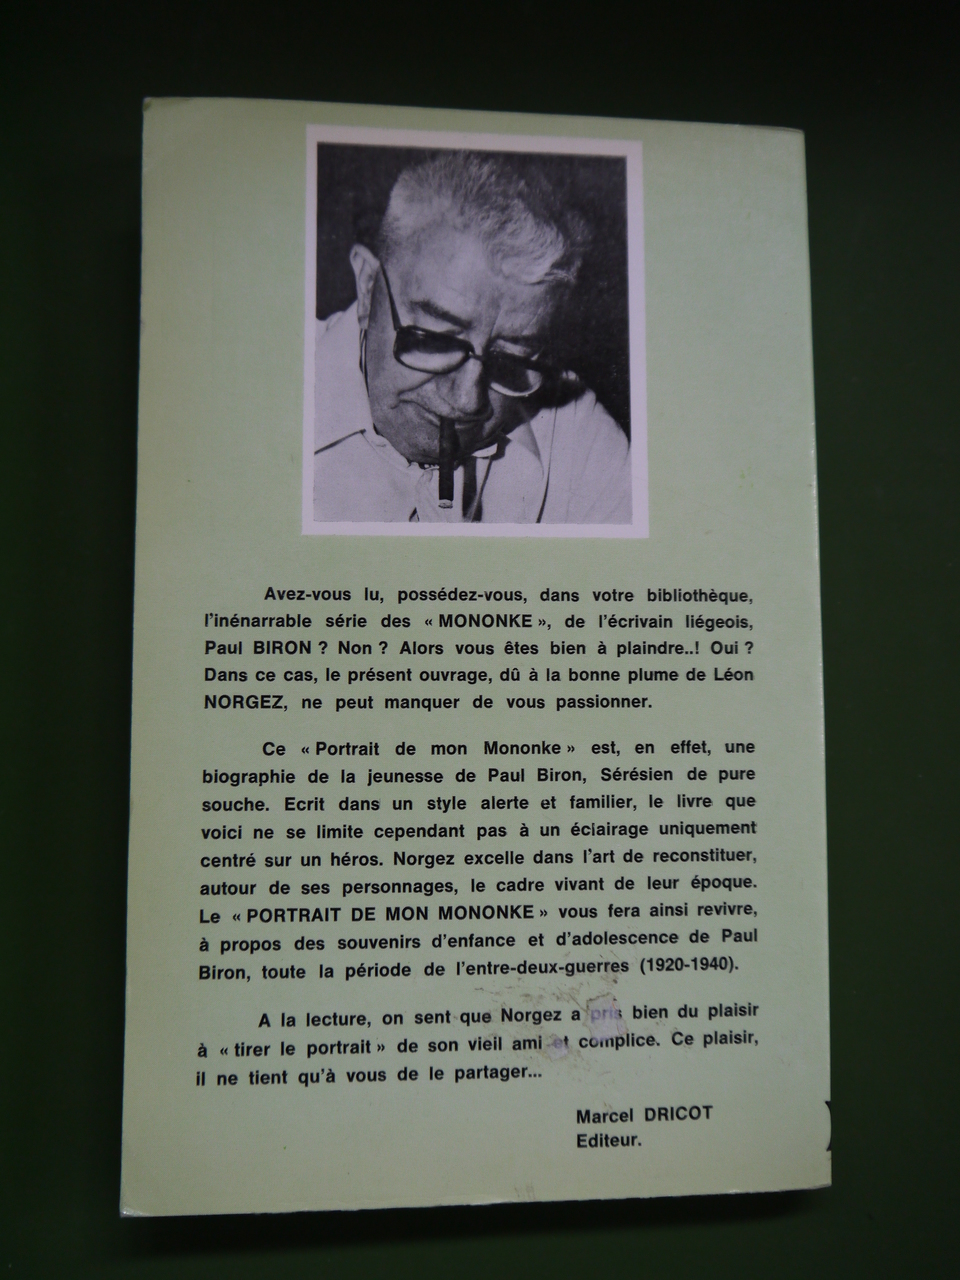 Avez-vous lu, possédez-vous, dans votre bibliothèque,
l'inénarrable série des « MONONKE », de l'écrivain liégeois,
Paul BIRON ? Non ? Alors vous êtes bien à plaindre..! Oui ?
Dans ce cas, le présent ouvrage, dû à la bonne plume de Léon
NORGEZ, ne peut manquer de vous passionner.
Ce « Portrait de mon Mononke » est, en effet, une
biographie de la jeunesse de Paul Biron, Sérésien de pure
souche. Ecrit dans un style alerte et familier, le livre que
voici ne se limite cependant pas à un éclairage uniquement
centré sur un héros. Norgez excelle dans l'art de reconstituer,
autour de ses personnages, le cadre vivant de leur époque.
Le « PORTRAIT DE MON MONONKE » vous fera ainsi revivre,
à propos des souvenirs d'enfance et d'adolescence de Paul
Biron, toute la période de l'entre-deux-guerres (1920-1940).
A la lecture, on sent que Norgez a pris bien du plaisir
à « tirer le portrait » de son vieil ami et complice. Ce plaisir,
il ne tient qu'à vous de le partager...
Marcel DRICOT
Editeur.